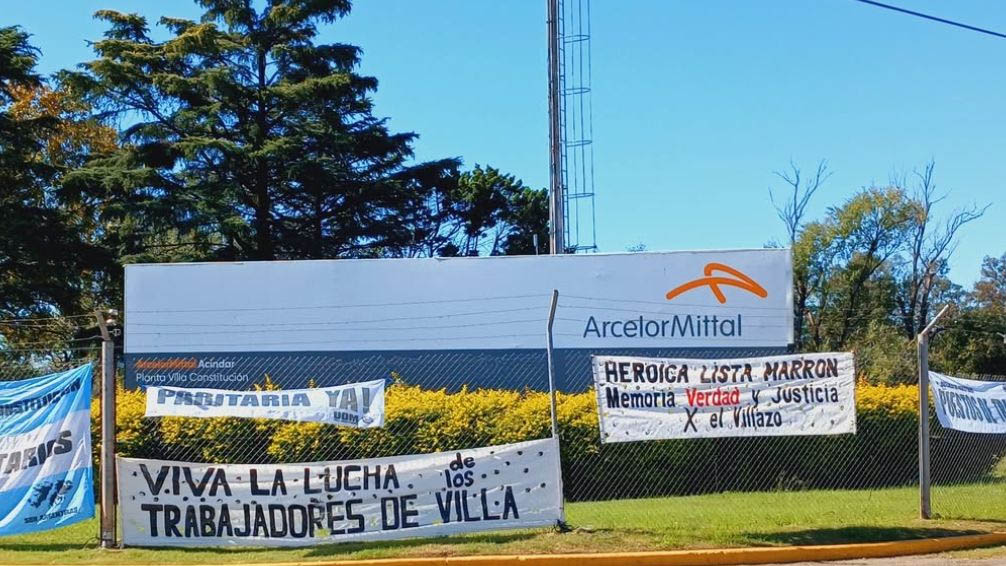 ArcelorMittal
ArcelorMittal Acindar
Planta Villa Constitución
PARITARIA YA!
UOM
HEROICA LISTA MARRON
Memoria Verdad y Justicia
X el Villazo
VIVA LA LUCHA de los
TRABAJADORES DE VILLA